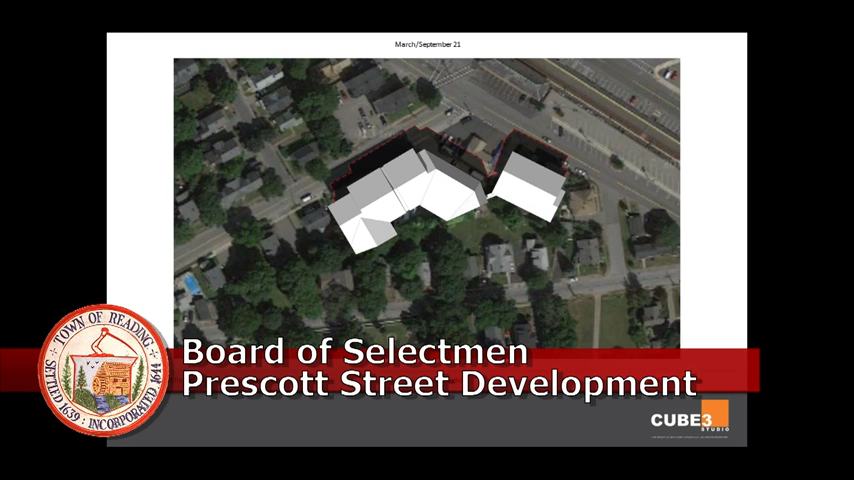 March/September 21
TOWN OF READING
SETTLED 1639 : INCORPORATED 1644
Board of Selectmen
Prescott Street Development
CUBE3
STUDIO